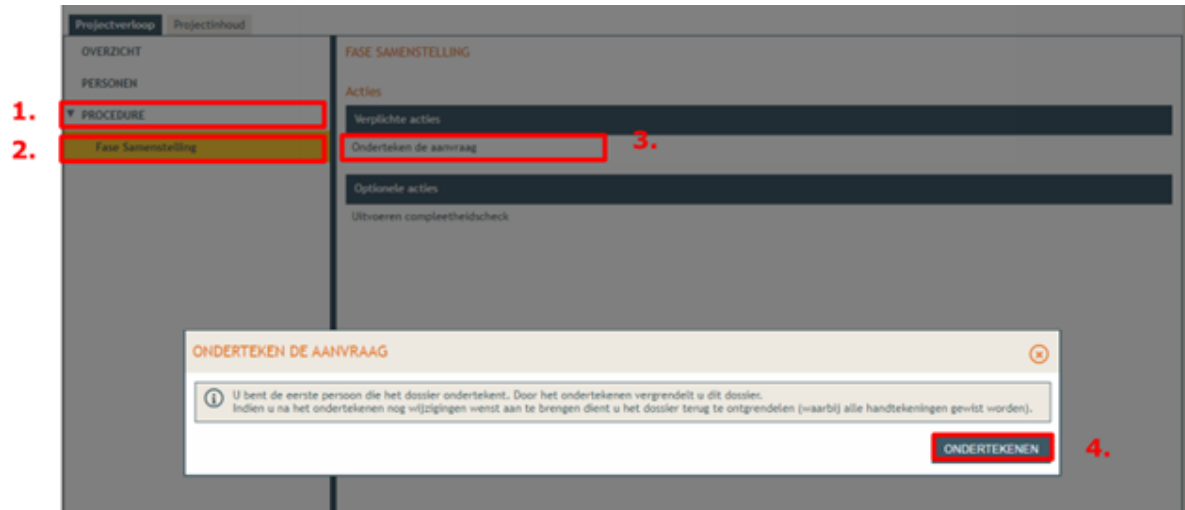 Projectverloop Projectinhoud
OVERZICHT
PERSONEN
1. PROCEDURE
2. Fase Samenstelling
FASE SAMENSTELLING
Acties
Verplichte acties
Onderteken de aanvraag 3.
Optionele acties
Uitvoeren compleetheidscheck
ONDERTEKEN DE AANVRAAG
U bent de eerste persoon die het dossier ondertekent. Door het ondertekenen vergrendelt u dit dossier.
Indien u na het ondertekenen nog wijzigingen wenst aan te brengen dient u het dossier terug te ontgrendelen (waarbij alle handtekeningen gewist worden).
ONDERTEKENEN 4.